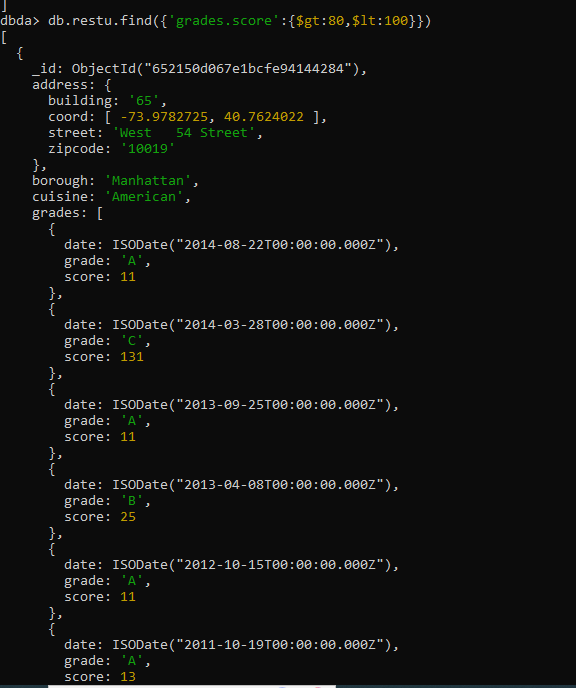 ]
dbda> db.restu.find({'grades.score':{$gt:80,$lt:100}})
[
  {
    _id: ObjectId("652150d067e1bcfe94144284"),
    address: {
      building: '65',
      coord: [ -73.9782725, 40.7624022 ],
      street: 'West   54 Street',
      zipcode: '10019'
    },
    borough: 'Manhattan',
    cuisine: 'American',
    grades: [
      {
        date: ISODate("2014-08-22T00:00:00.000Z"),
        grade: 'A',
        score: 11
      },
      {
        date: ISODate("2014-03-28T00:00:00.000Z"),
        grade: 'C',
        score: 131
      },
      {
        date: ISODate("2013-09-25T00:00:00.000Z"),
        grade: 'A',
        score: 11
      },
      {
        date: ISODate("2013-04-08T00:00:00.000Z"),
        grade: 'B',
        score: 25
      },
      {
        date: ISODate("2012-10-15T00:00:00.000Z"),
        grade: 'A',
        score: 11
      },
      {
        date: ISODate("2011-10-19T00:00:00.000Z"),
        grade: 'A',
        score: 13